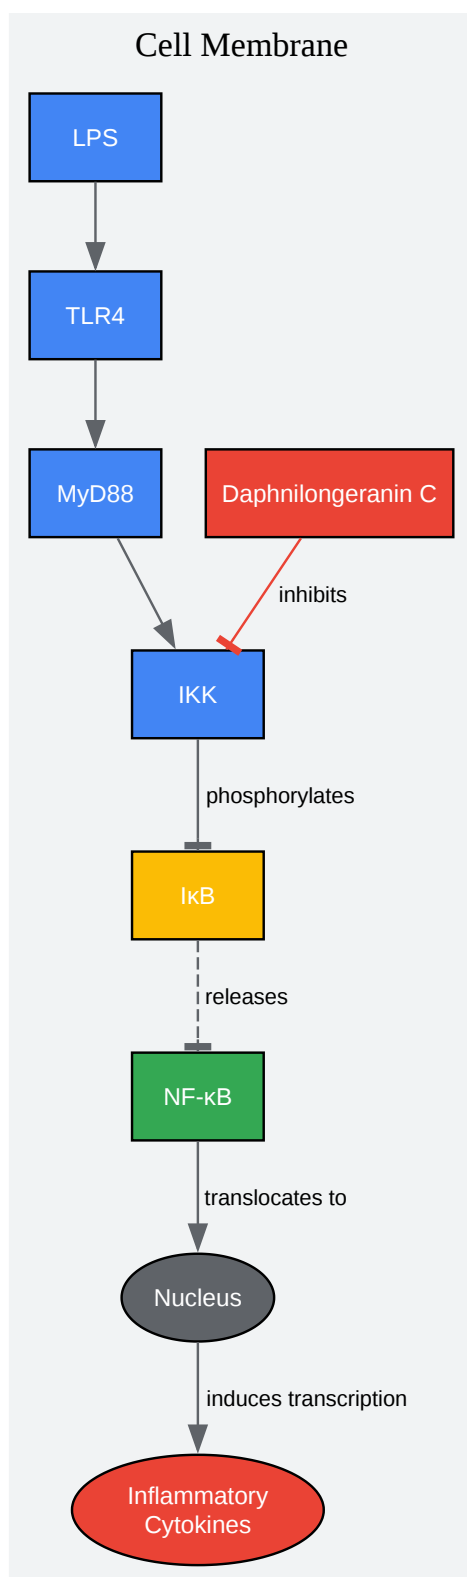 Cell Membrane
LPS
TLR4
MyD88
Daphnilongeranin C
inhibits
IKK
phosphorylates
IκB
releases
NF-κB
translocates to
Nucleus
induces transcription
Inflammatory
Cytokines